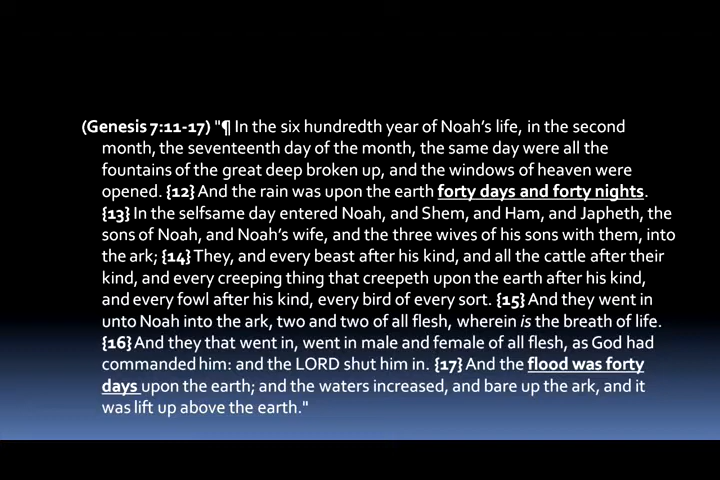 (Genesis 7:11-17) "¶ In the six hundredth year of Noah's life, in the second
month, the seventeenth day of the month, the same day were all the
fountains of the great deep broken up, and the windows of heaven were
opened. {12} And the rain was upon the earth forty days and forty nights.
{13} In the selfsame day entered Noah, and Shem, and Ham, and Japheth, the
sons of Noah, and Noah's wife, and the three wives of his sons with them, into
the ark; {14} They, and every beast after his kind, and all the cattle after their
kind, and every creeping thing that creepeth upon the earth after his kind,
and every fowl after his kind, every bird of every sort. {15} And they went in
unto Noah into the ark, two and two of all flesh, wherein is the breath of life.
{16} And they that went in, went in male and female of all flesh, as God had
commanded him: and the LORD shut him in. {17} And the flood was forty
days upon the earth; and the waters increased, and bare up the ark, and it
was lift up above the earth."